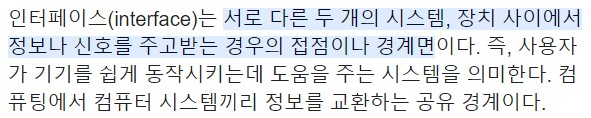 인터페이스(interface)는 서로 다른 두 개의 시스템, 장치 사이에서
정보나 신호를 주고받는 경우의 접점이나 경계면이다. 즉, 사용자
가 기기를 쉽게 동작시키는데 도움을 주는 시스템을 의미한다. 컴
퓨팅에서 컴퓨터 시스템끼리 정보를 교환하는 공유 경계이다.